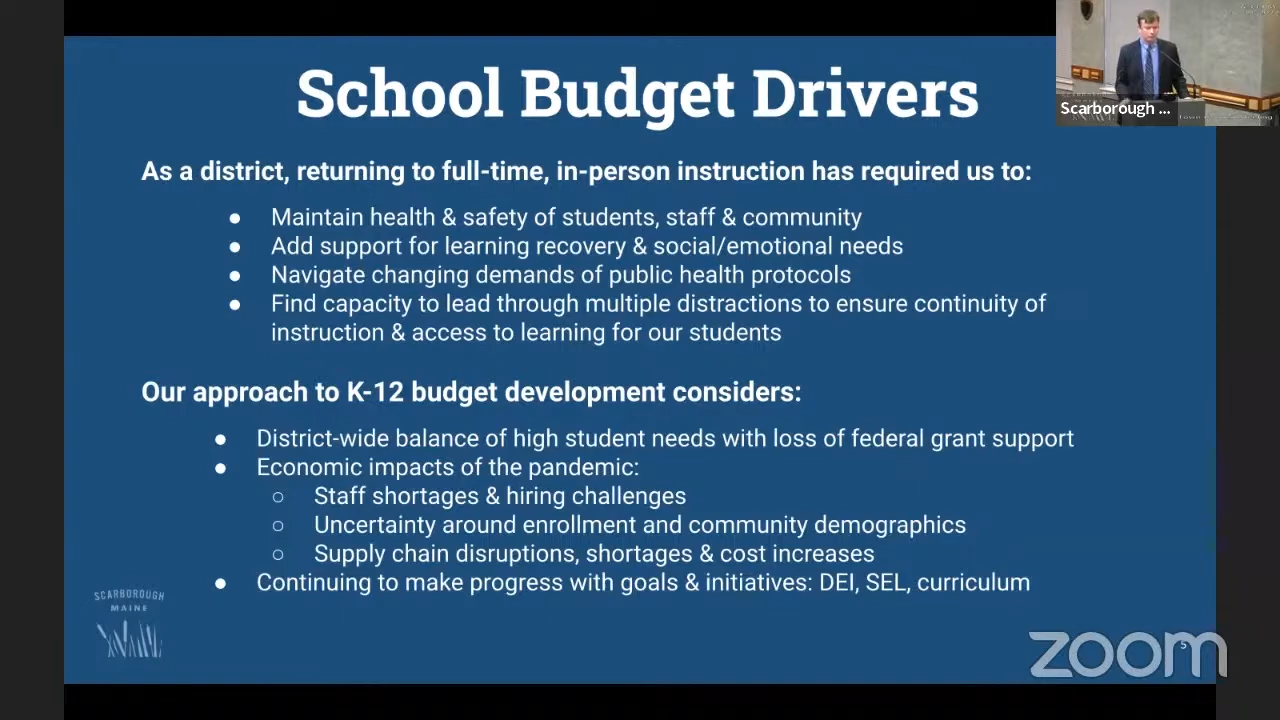 School Budget Drivers
Scarborough ...
As a district, returning to full-time, in-person instruction has required us to:
● Maintain health & safety of students, staff & community
● Add support for learning recovery & social/emotional needs
● Navigate changing demands of public health protocols
● Find capacity to lead through multiple distractions to ensure continuity of
instruction & access to learning for our students
Our approach to K-12 budget development considers:
● District-wide balance of high student needs with loss of federal grant support
● Economic impacts of the pandemic:
○ Staff shortages & hiring challenges
○ Uncertainty around enrollment and community demographics
○ Supply chain disruptions, shortages & cost increases
● Continuing to make progress with goals & initiatives: DEI, SEL, curriculum
SCARBOROUGH
MAINE
zoom
5